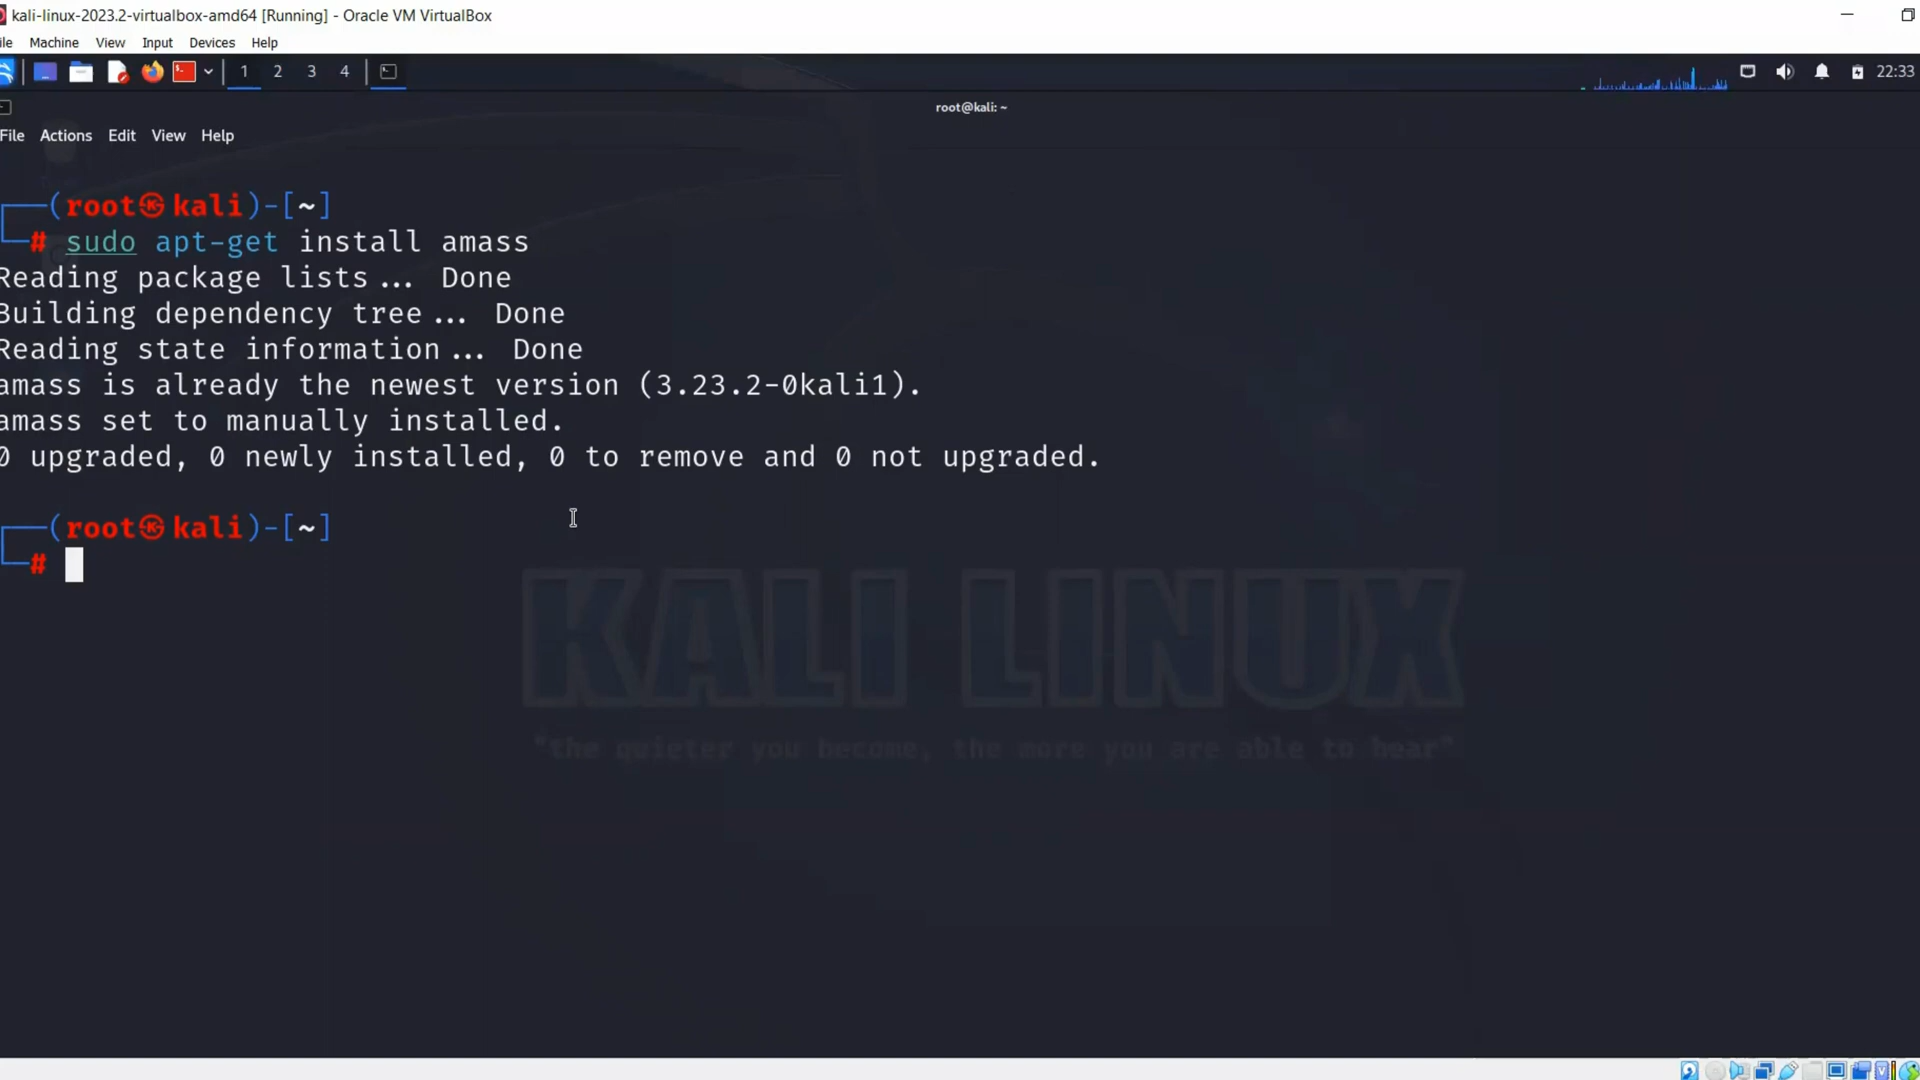 kali-linux-2023.2-virtualbox-amd64 [Running] - Oracle VM VirtualBox
ile Machine View Input Devices Help
1 2 3 4 22:33
root@kali: ~
File Actions Edit View Help
(root㉿kali)-[~]
# sudo apt-get install amass
Reading package lists... Done
Building dependency tree... Done
Reading state information... Done
amass is already the newest version (3.23.2-0kali1).
amass set to manually installed.
0 upgraded, 0 newly installed, 0 to remove and 0 not upgraded.
(root㉿kali)-[~]
#
KALI LINUX
"the quieter you become, the more you are able to hear"